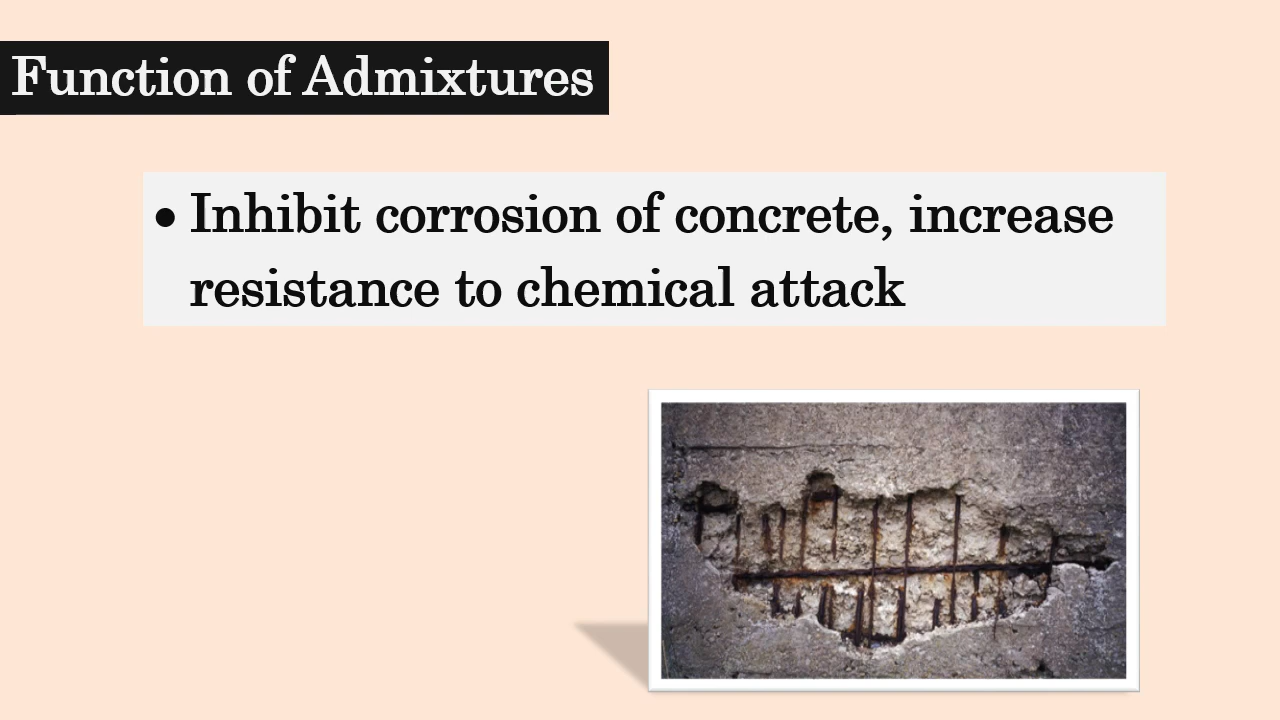 Function of Admixtures
• Inhibit corrosion of concrete, increase
resistance to chemical attack